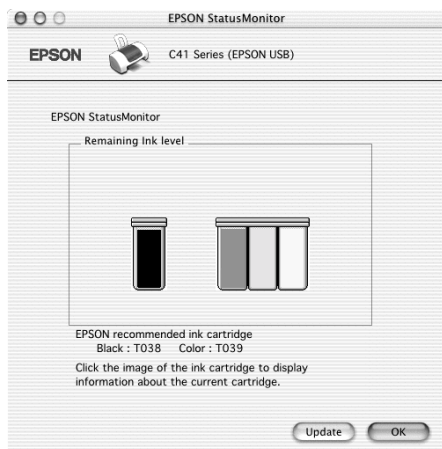 EPSON StatusMonitor
EPSON
C41 Series (EPSON USB)
EPSON StatusMonitor
Remaining Ink level
EPSON recommended ink cartridge
Black : T038 Color : T039
Click the image of the ink cartridge to display
information about the current cartridge.
Update OK